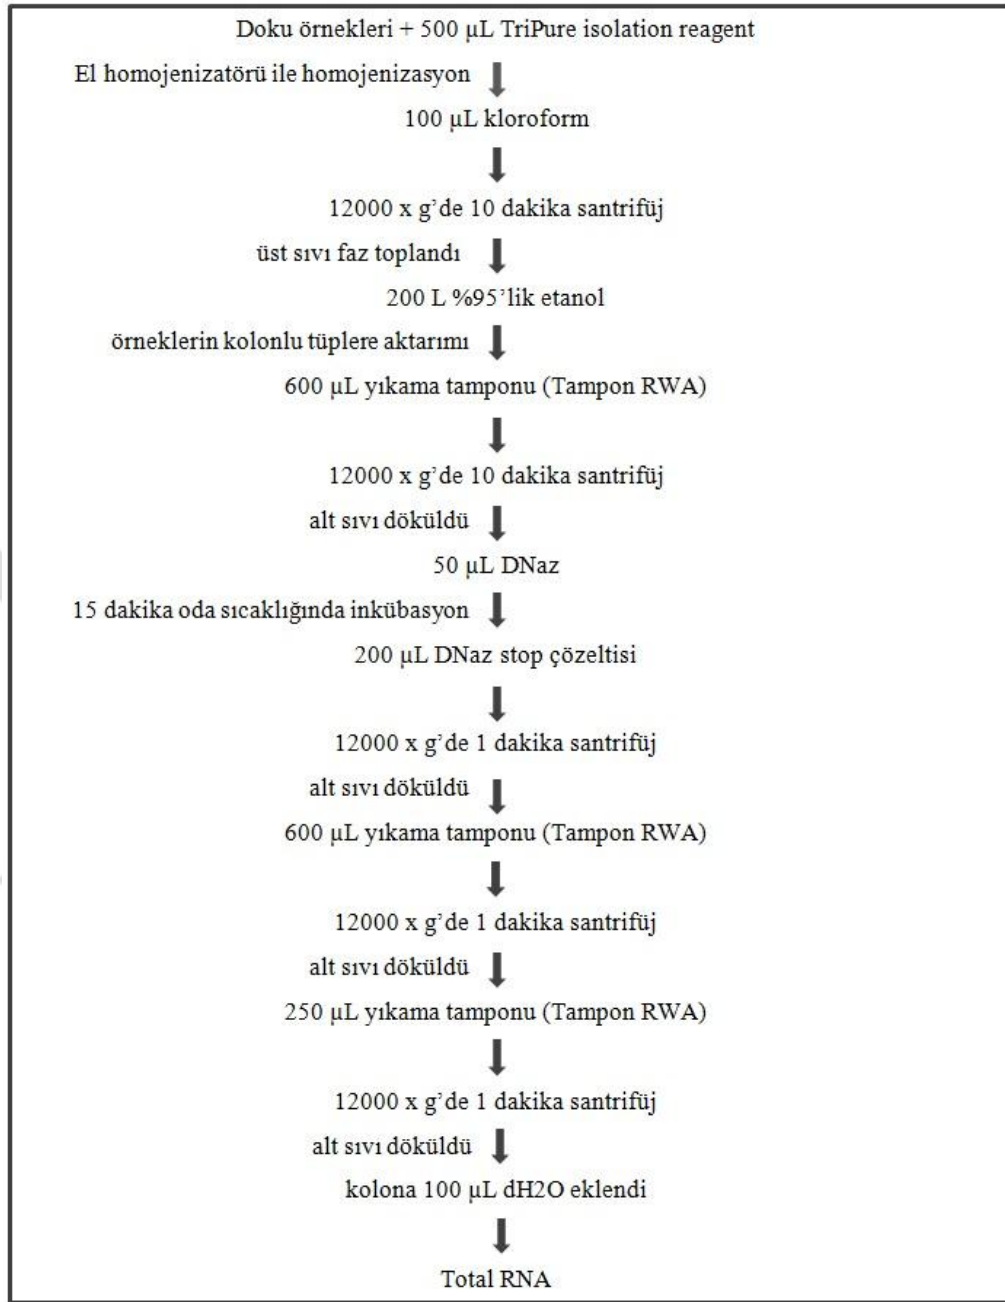 Doku örnekleri + 500 µL TriPure isolation reagent
El homojenizatörü ile homojenizasyon
100 µL kloroform
12000 x g’de 10 dakika santrifüj
üst sıvı faz toplandı
200 L %95’lik etanol
örneklerin kolonlu tüplere aktarımı
600 µL yıkama tamponu (Tampon RWA)
12000 x g’de 10 dakika santrifüj
alt sıvı döküldü
50 µL DNaz
15 dakika oda sıcaklığında inkübasyon
200 µL DNaz stop çözeltisi
12000 x g’de 1 dakika santrifüj
alt sıvı döküldü
600 µL yıkama tamponu (Tampon RWA)
12000 x g’de 1 dakika santrifüj
alt sıvı döküldü
250 µL yıkama tamponu (Tampon RWA)
12000 x g’de 1 dakika santrifüj
alt sıvı döküldü
kolona 100 µL dH2O eklendi
Total RNA